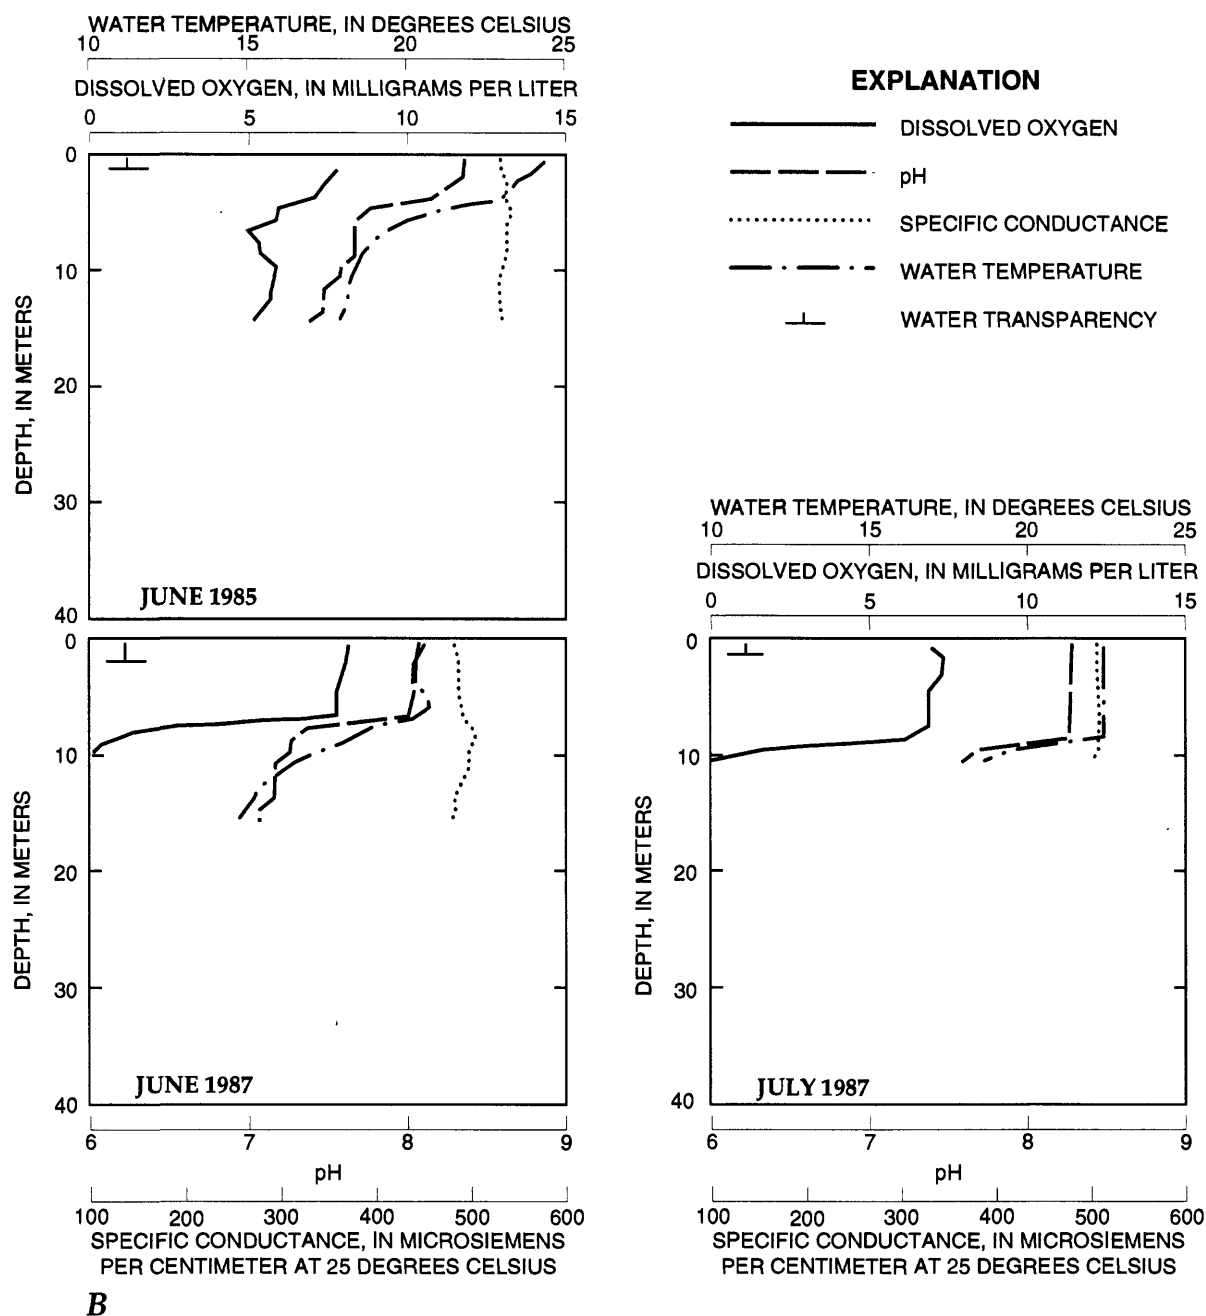 WATER TEMPERATURE, IN DEGREES CELSIUS
10 15 20 25
DISSOLVED OXYGEN, IN MILLIGRAMS PER LITER
0 5 10 15
0
10
20
30
40
DEPTH, IN METERS
JUNE 1985
EXPLANATION
DISSOLVED OXYGEN
pH
SPECIFIC CONDUCTANCE
WATER TEMPERATURE
WATER TRANSPARENCY
0
10
20
30
40
DEPTH, IN METERS
JUNE 1987
6 7 8 9
pH
100 200 300 400 500 600
SPECIFIC CONDUCTANCE, IN MICROSIEMENS
PER CENTIMETER AT 25 DEGREES CELSIUS
WATER TEMPERATURE, IN DEGREES CELSIUS
10 15 20 25
DISSOLVED OXYGEN, IN MILLIGRAMS PER LITER
0 5 10 15
0
10
20
30
40
DEPTH, IN METERS
JULY 1987
6 7 8 9
pH
100 200 300 400 500 600
SPECIFIC CONDUCTANCE, IN MICROSIEMENS
PER CENTIMETER AT 25 DEGREES CELSIUS
B